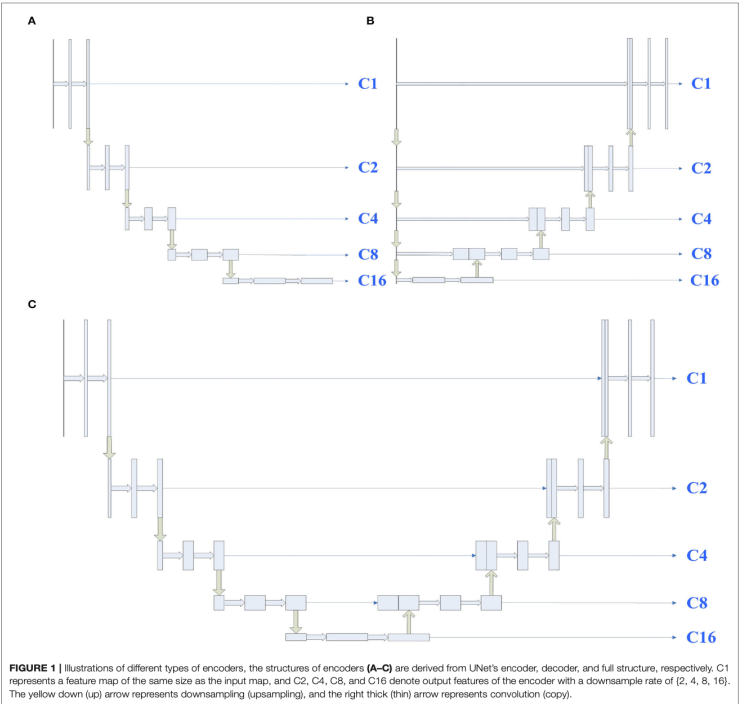 A
B
C1
C1
C2
C2
C4
C4
C8
C8
C16
C16
C
C1
C2
C4
C8
C16
FIGURE 1 | Illustrations of different types of encoders, the structures of encoders (A–C) are derived from UNet's encoder, decoder, and full structure, respectively. C1
represents a feature map of the same size as the input map, and C2, C4, C8, and C16 denote output features of the encoder with a downsample rate of {2, 4, 8, 16}.
The yellow down (up) arrow represents downsampling (upsampling), and the right thick (thin) arrow represents convolution (copy).